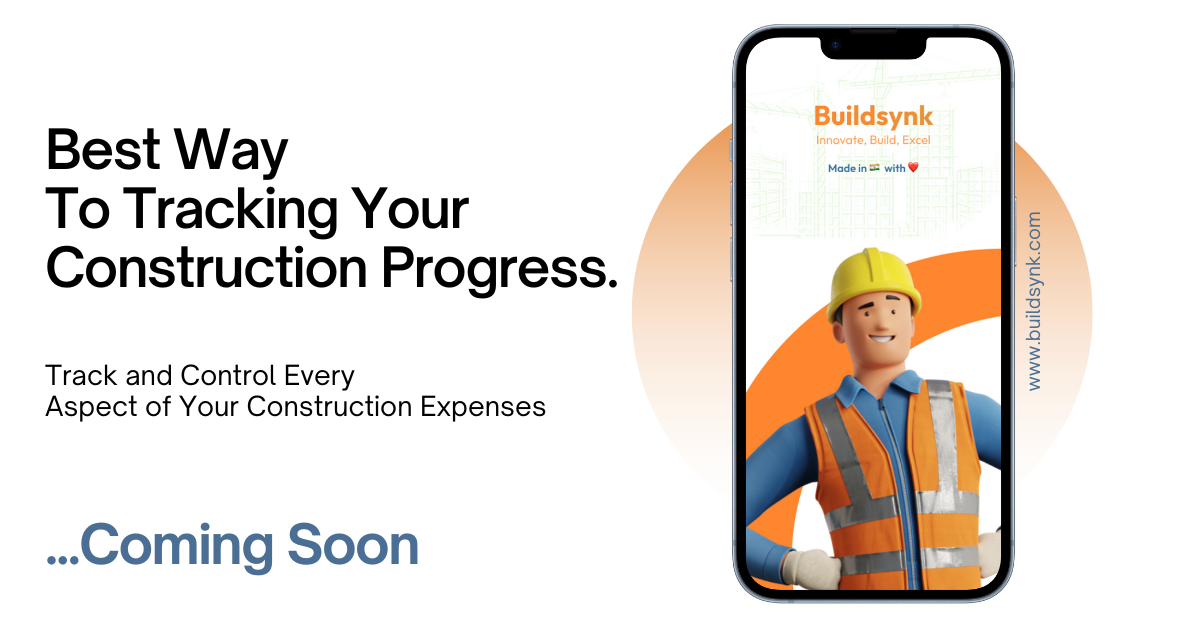 Best Way
To Tracking Your
Construction Progress.
Track and Control Every
Aspect of Your Construction Expenses
...Coming Soon
Buildsynk
Innovate, Build, Excel
Made in 🇮🇳 with ❤️
www.buildsynk.com